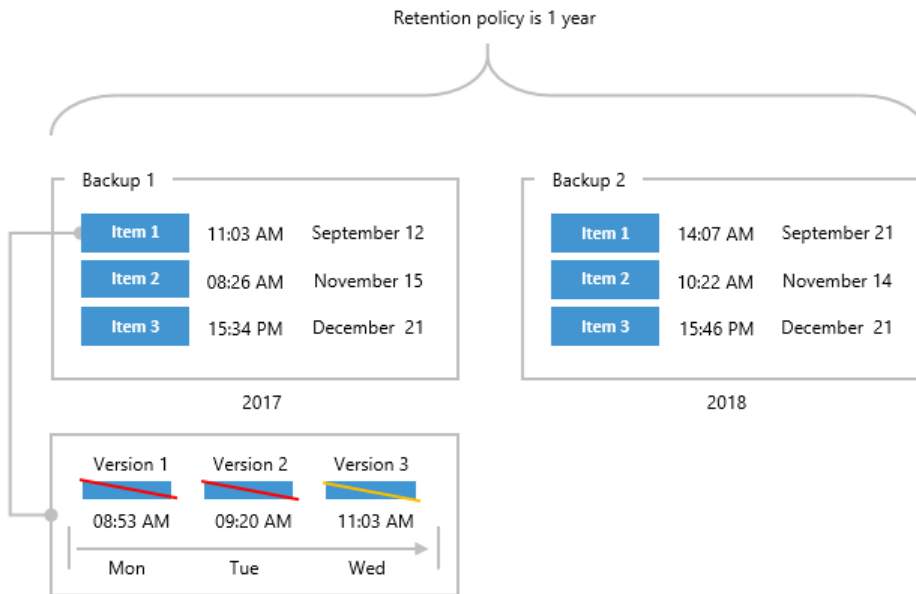 Retention policy is 1 year
Backup 1
Item 1 11:03 AM September 12
Item 2 08:26 AM November 15
Item 3 15:34 PM December 21
2017
Backup 2
Item 1 14:07 AM September 21
Item 2 10:22 AM November 14
Item 3 15:46 PM December 21
2018
Version 1 Version 2 Version 3
08:53 AM 09:20 AM 11:03 AM
Mon Tue Wed